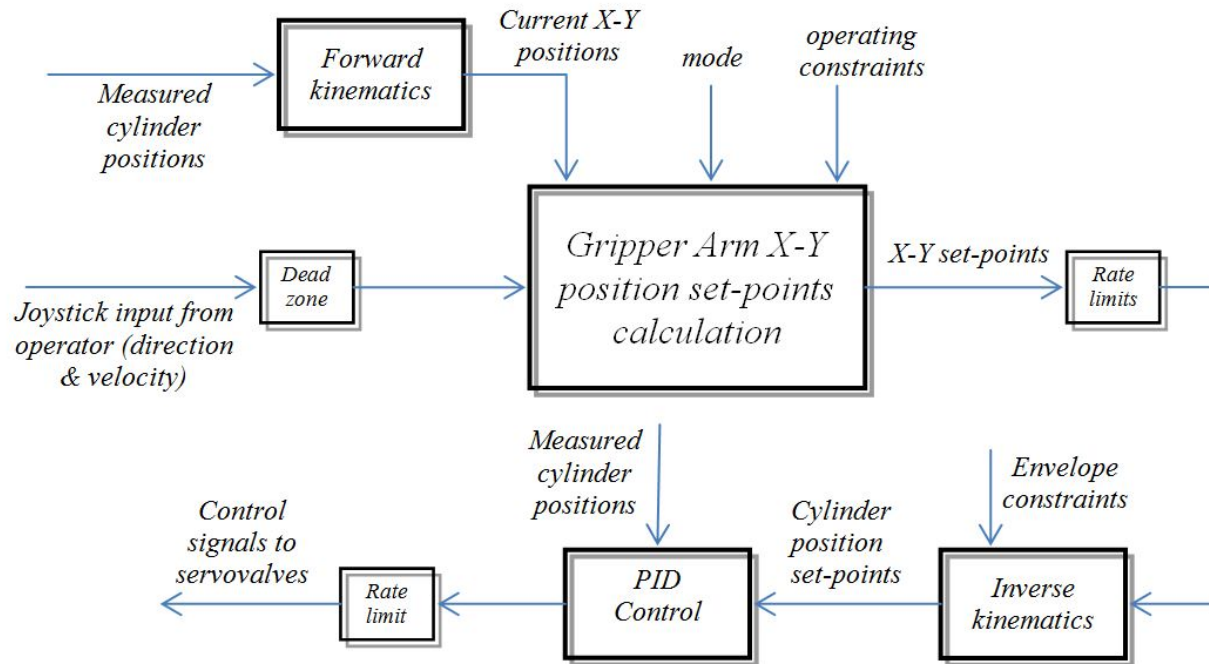 Forward
kinematics
Measured
cylinder
positions
Current X-Y
positions
mode
operating
constraints
Joystick input from
operator (direction
& velocity)
Dead
zone
Gripper Arm X-Y
position set-points
calculation
X-Y set-points
Rate
limits
Control
signals to
servovalves
Rate
limit
Measured
cylinder
positions
PID
Control
Cylinder
position
set-points
Envelope
constraints
Inverse
kinematics